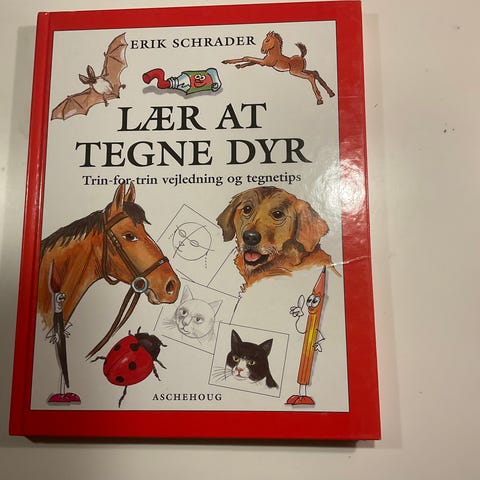 ERIK SCHRADER
LÆR AT
TEGNE DYR
Trin-for-trin vejledning og tegnetips
ASCHEHOUG